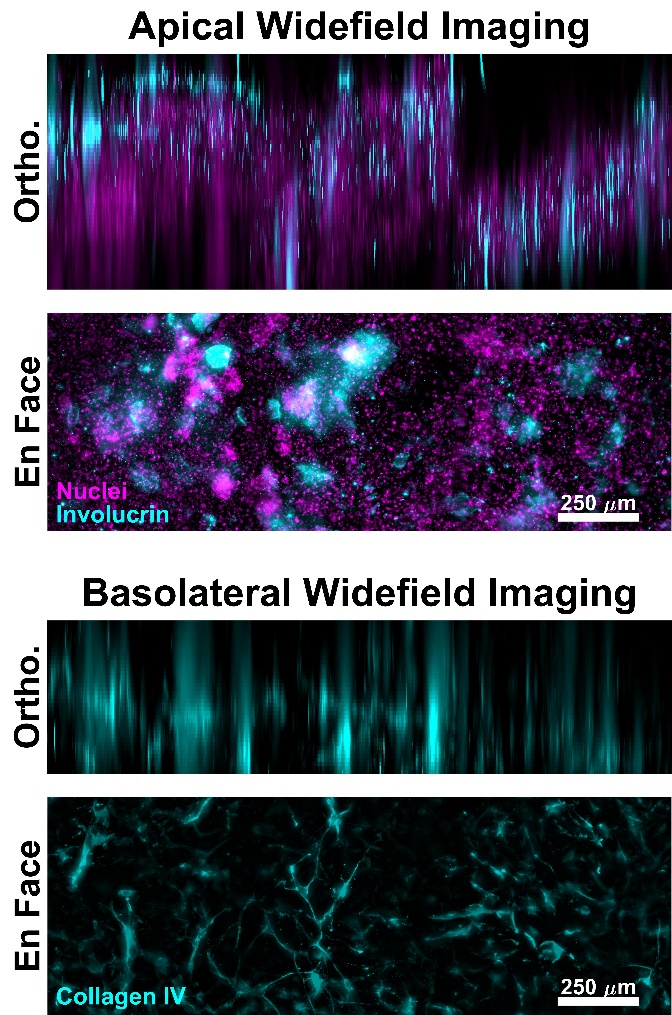 Apical Widefield Imaging
Ortho.
En Face
Nuclei
Involucrin
250 μm
Basolateral Widefield Imaging
Ortho.
En Face
Collagen IV
250 μm